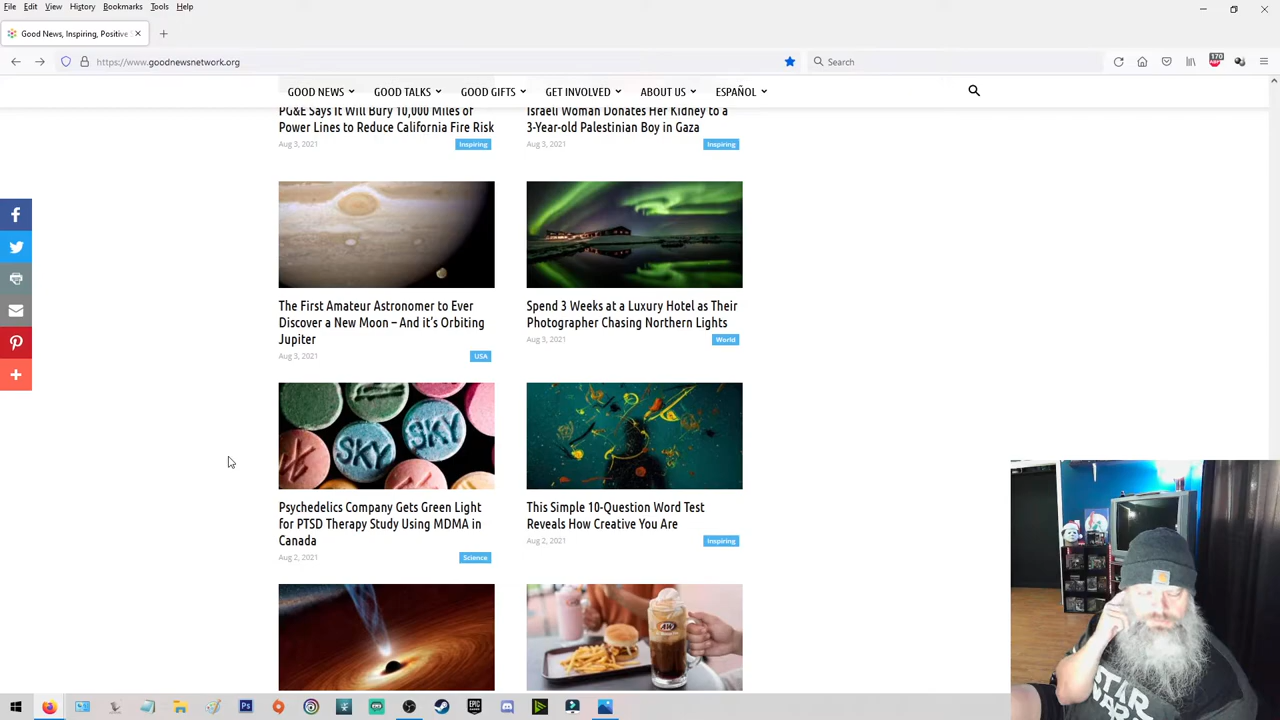 File Edit View History Bookmarks Tools Help
Good News, Inspiring, Positive
https://www.goodnewsnetwork.org
Search
170
GOOD NEWS GOOD TALKS GOOD GIFTS GET INVOLVED ABOUT US ESPAÑOL
PG&E Says It Will Bury 10,000 Miles of
Power Lines to Reduce California Fire Risk
Aug 3, 2021 Inspiring
Israeli Woman Donates Her Kidney to a
3-Year-old Palestinian Boy in Gaza
Aug 3, 2021 Inspiring
The First Amateur Astronomer to Ever
Discover a New Moon – And it's Orbiting
Jupiter
Aug 3, 2021 USA
Spend 3 Weeks at a Luxury Hotel as Their
Photographer Chasing Northern Lights
Aug 3, 2021 World
SKY SKY
Psychedelics Company Gets Green Light
for PTSD Therapy Study Using MDMA in
Canada
Aug 2, 2021 Science
This Simple 10-Question Word Test
Reveals How Creative You Are
Aug 2, 2021 Inspiring
A&W
STAR
WARS